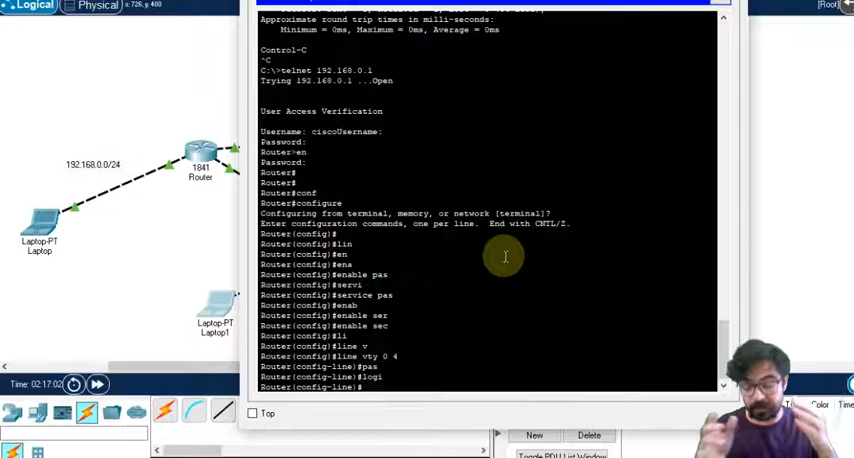 Logical
Physical
x: 726, y: 400
[Root]
Approximate round trip times in milli-seconds:
Minimum = 0ms, Maximum = 0ms, Average = 0ms
Control-C
^C
C:\>telnet 192.168.0.1
Trying 192.168.0.1 ...Open
User Access Verification
Username: ciscoUsername:
Password:
Router>en
Password:
Router#
Router#
Router#conf
Router#configure
Configuring from terminal, memory, or network [terminal]?
Enter configuration commands, one per line.  End with CNTL/Z.
Router(config)#
Router(config)#lin
Router(config)#en
Router(config)#ena
Router(config)#enable pas
Router(config)#servi
Router(config)#service pas
Router(config)#enab
Router(config)#enable ser
Router(config)#enable sec
Router(config)#li
Router(config)#line v
Router(config)#line vty 0 4
Router(config-line)#pas
Router(config-line)#logi
Router(config-line)#
192.168.0.0/24
1841
Router
Laptop-PT
Laptop
Laptop-PT
Laptop1
Time: 02:17:02
Top
New
Delete
Toggle PDU List Window
Color